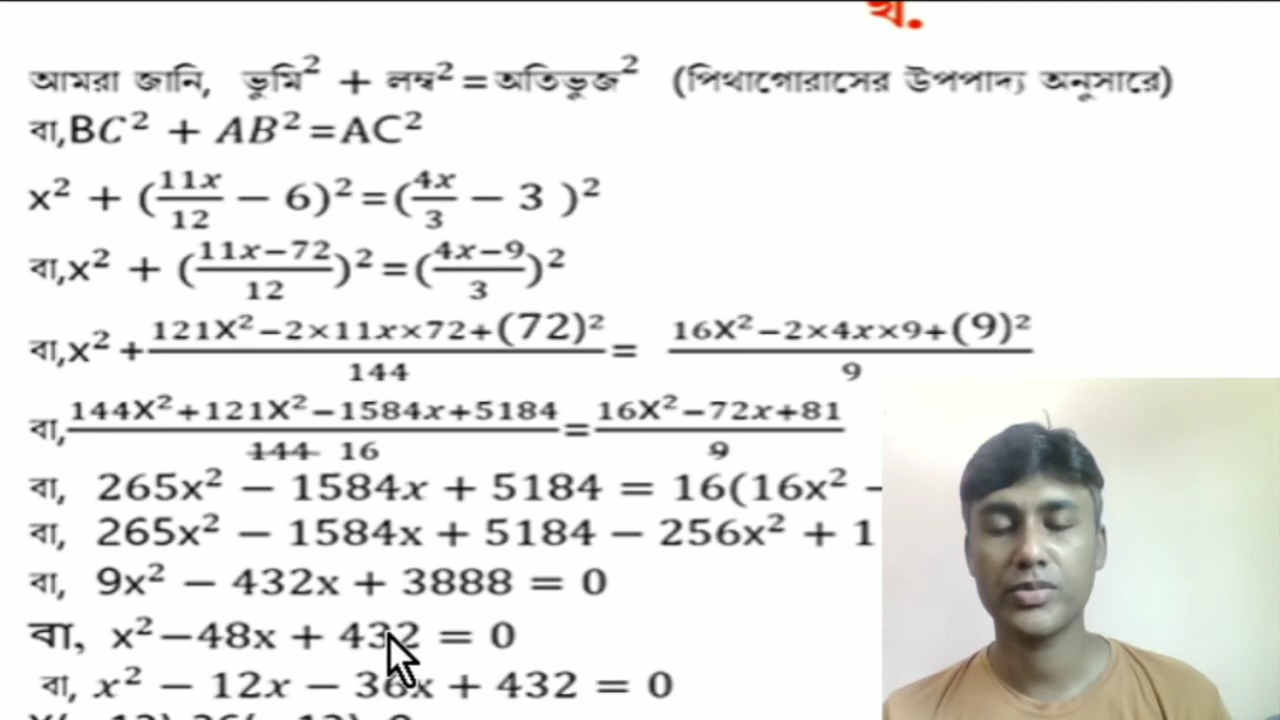 খ.
আমরা জানি, ভুমি² + লম্ব² = অতিভুজ² (পিথাগোরাসের উপপাদ্য অনুসারে)
বা, BC² + AB² = AC²
x² + (11x/12 − 6)² = (4x/3 − 3 )²
বা, x² + (11x−72/12)² = (4x−9/3)²
বা, x² + 121X²−2×11x×72+(72)²/144 = 16X²−2×4x×9+(9)²/9
বা, 144X²+121X²−1584x+5184/144 16 = 16X²−72x+81/9
বা, 265x² − 1584x + 5184 = 16(16x² −
বা, 265x² − 1584x + 5184 − 256x² + 1
বা, 9x² − 432x + 3888 = 0
বা, x²−48x + 432 = 0
বা, x² − 12x − 36x + 432 = 0